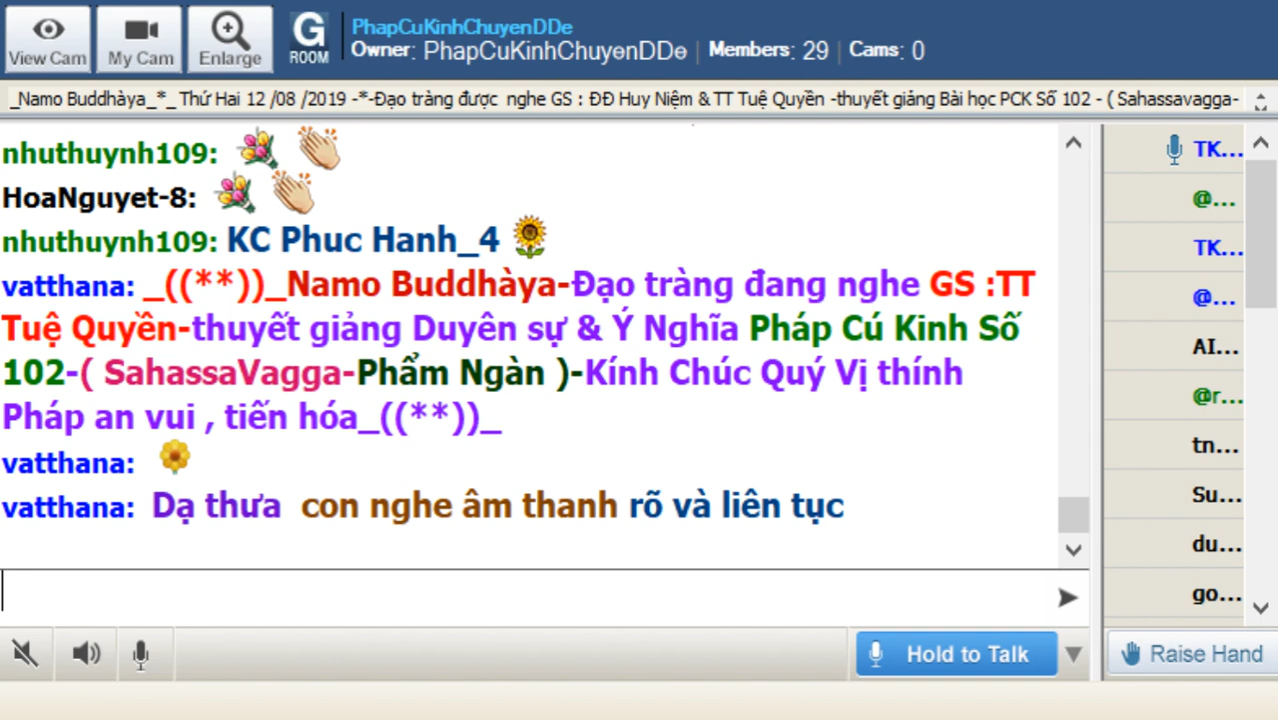 View Cam
My Cam
Enlarge
G
ROOM
PhapCuKinhChuyenDDe
Owner: PhapCuKinhChuyenDDe | Members: 29 | Cams: 0
_Namo Buddhàya_*_ Thứ Hai 12 /08 /2019 -*-Đạo tràng được nghe GS : ĐĐ Huy Niệm & TT Tuệ Quyền -thuyết giảng Bài học PCK Số 102 - ( Sahassavagga-
nhuthuynh109:
HoaNguyet-8:
nhuthuynh109: KC Phuc Hanh_4
vatthana: _((**))_Namo Buddhàya-Đạo tràng đang nghe GS :TT
Tuệ Quyền-thuyết giảng Duyên sự & Ý Nghĩa Pháp Cú Kinh Số
102-( SahassaVagga-Phẩm Ngàn )-Kính Chúc Quý Vị thính
Pháp an vui , tiến hóa_((**))_
vatthana:
vatthana: Dạ thưa con nghe âm thanh rõ và liên tục
TK...
@...
TK...
@...
AI...
@r...
tn...
Su...
du...
go...
Hold to Talk
Raise Hand